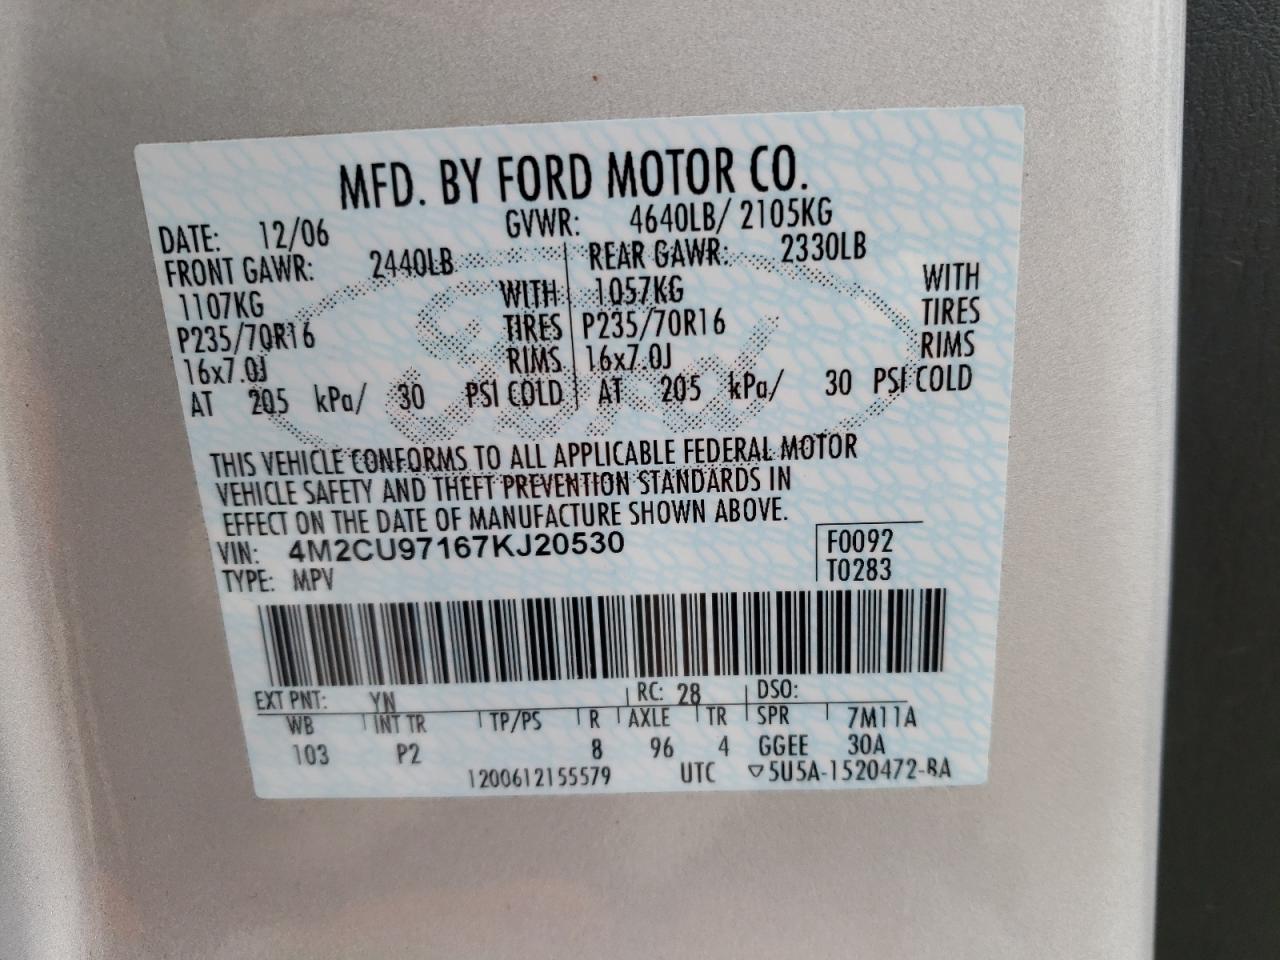 MFD. BY FORD MOTOR CO.
DATE: 12/06 GVWR: 4640LB/ 2105KG
FRONT GAWR: 2440LB REAR GAWR: 2330LB
1107KG WITH 1057KG WITH
P235/70R16 TIRES P235/70R16 TIRES
16x7.0J RIMS 16x7.0J RIMS
AT 205 kPa/ 30 PSI COLD AT 205 kPa/ 30 PSI COLD
THIS VEHICLE CONFORMS TO ALL APPLICABLE FEDERAL MOTOR
VEHICLE SAFETY AND THEFT PREVENTION STANDARDS IN
EFFECT ON THE DATE OF MANUFACTURE SHOWN ABOVE.
VIN: 4M2CU97167KJ20530 F0092
TYPE: MPV T0283
EXT PNT: YN RC: 28 DSO:
WB INT TR TP/PS R AXLE TR SPR 7M11A
103 P2 8 96 4 GGEE 30A
1200612155579 UTC ▽5U5A-1520472-BA
Ford